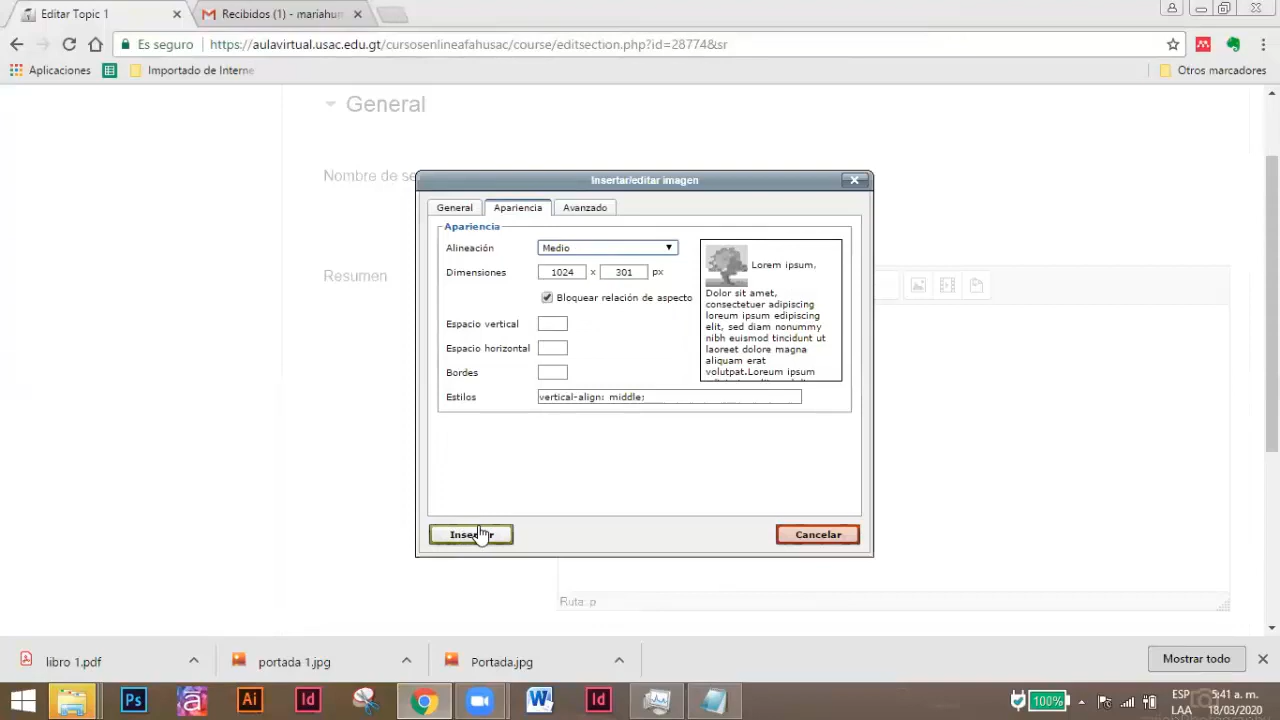 Editar Topic 1
Recibidos (1) - mariahum
Es seguro
https://aulavirtual.usac.edu.gt/cursosenlineafahusac/course/editsection.php?id=28774&sr
Aplicaciones
Importado de Interne
Otros marcadores
General
Nombre de se
Resumen
Insertar/editar imagen
General
Apariencia
Avanzado
Apariencia
Alineación
Medio
Dimensiones
1024
x
301
px
Bloquear relación de aspecto
Espacio vertical
Espacio horizontal
Bordes
Estilos
vertical-align: middle;
Lorem ipsum,
Dolor sit amet,
consectetuer adipiscing
loreum ipsum edipiscing
elit, sed diam nonummy
nibh euismod tincidunt ut
laoreet dolore magna
aliquam erat
volutpat.Loreum ipsum
Insertar
Cancelar
Ruta: p
libro 1.pdf
portada 1.jpg
Portada.jpg
Mostrar todo
Ps
Ai
Id
W
Id
100%
ESP
LAA
5:41 a. m.
18/03/2020